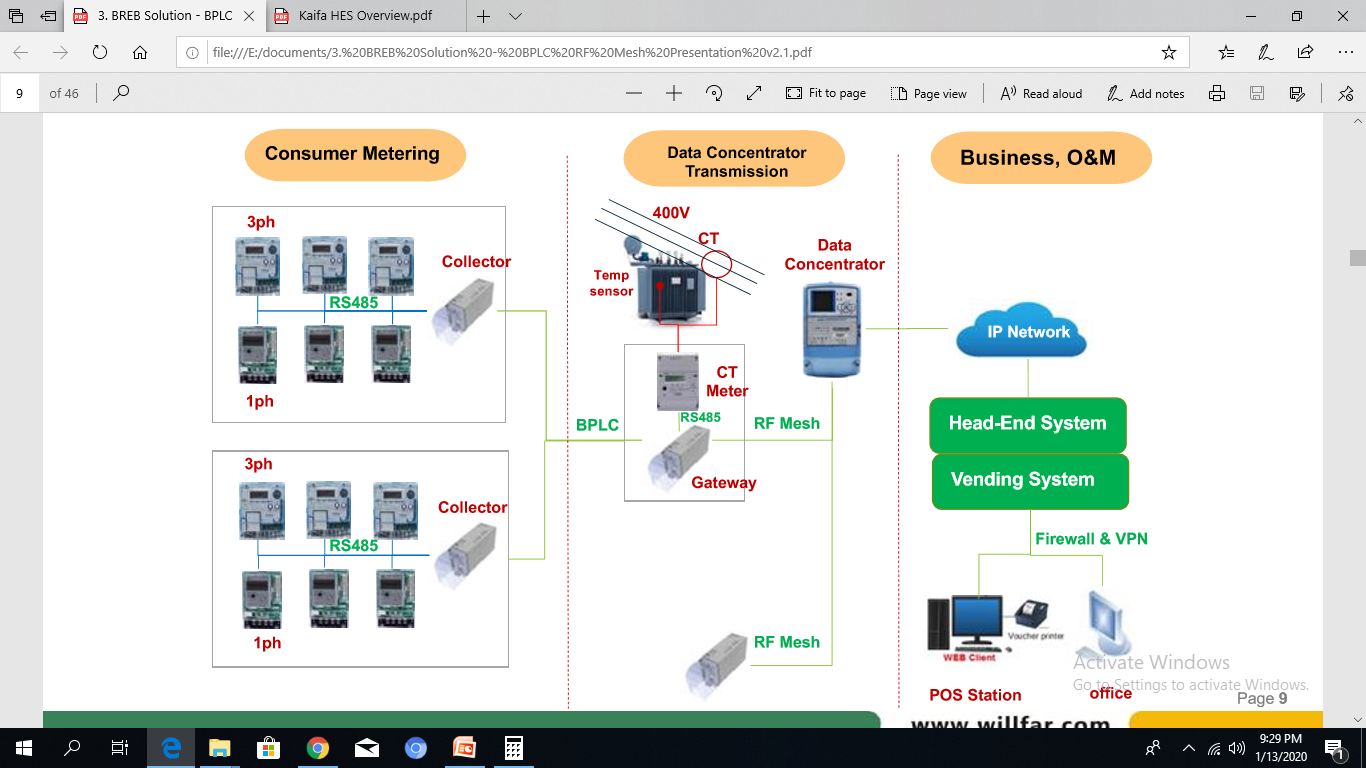 3. BREB Solution - BPLC
Kaifa HES Overview.pdf
file:///E:/documents/3.%20BREB%20Solution%20-%20BPLC%20RF%20Mesh%20Presentation%20v2.1.pdf
9 of 46
Fit to page
Page view
Read aloud
Add notes
Consumer Metering
Data Concentrator
Transmission
Business, O&M
3ph
Collector
RS485
1ph
3ph
Collector
RS485
1ph
400V
CT
Temp
sensor
Data
Concentrator
CT
Meter
RS485
BPLC
RF Mesh
Gateway
RF Mesh
IP Network
Head-End System
Vending System
Firewall & VPN
Voucher printer
WEB Client
POS Station
office
Activate Windows
Go to Settings to activate Windows.
Page 9
www.willfar.com
9:29 PM
1/13/2020
1